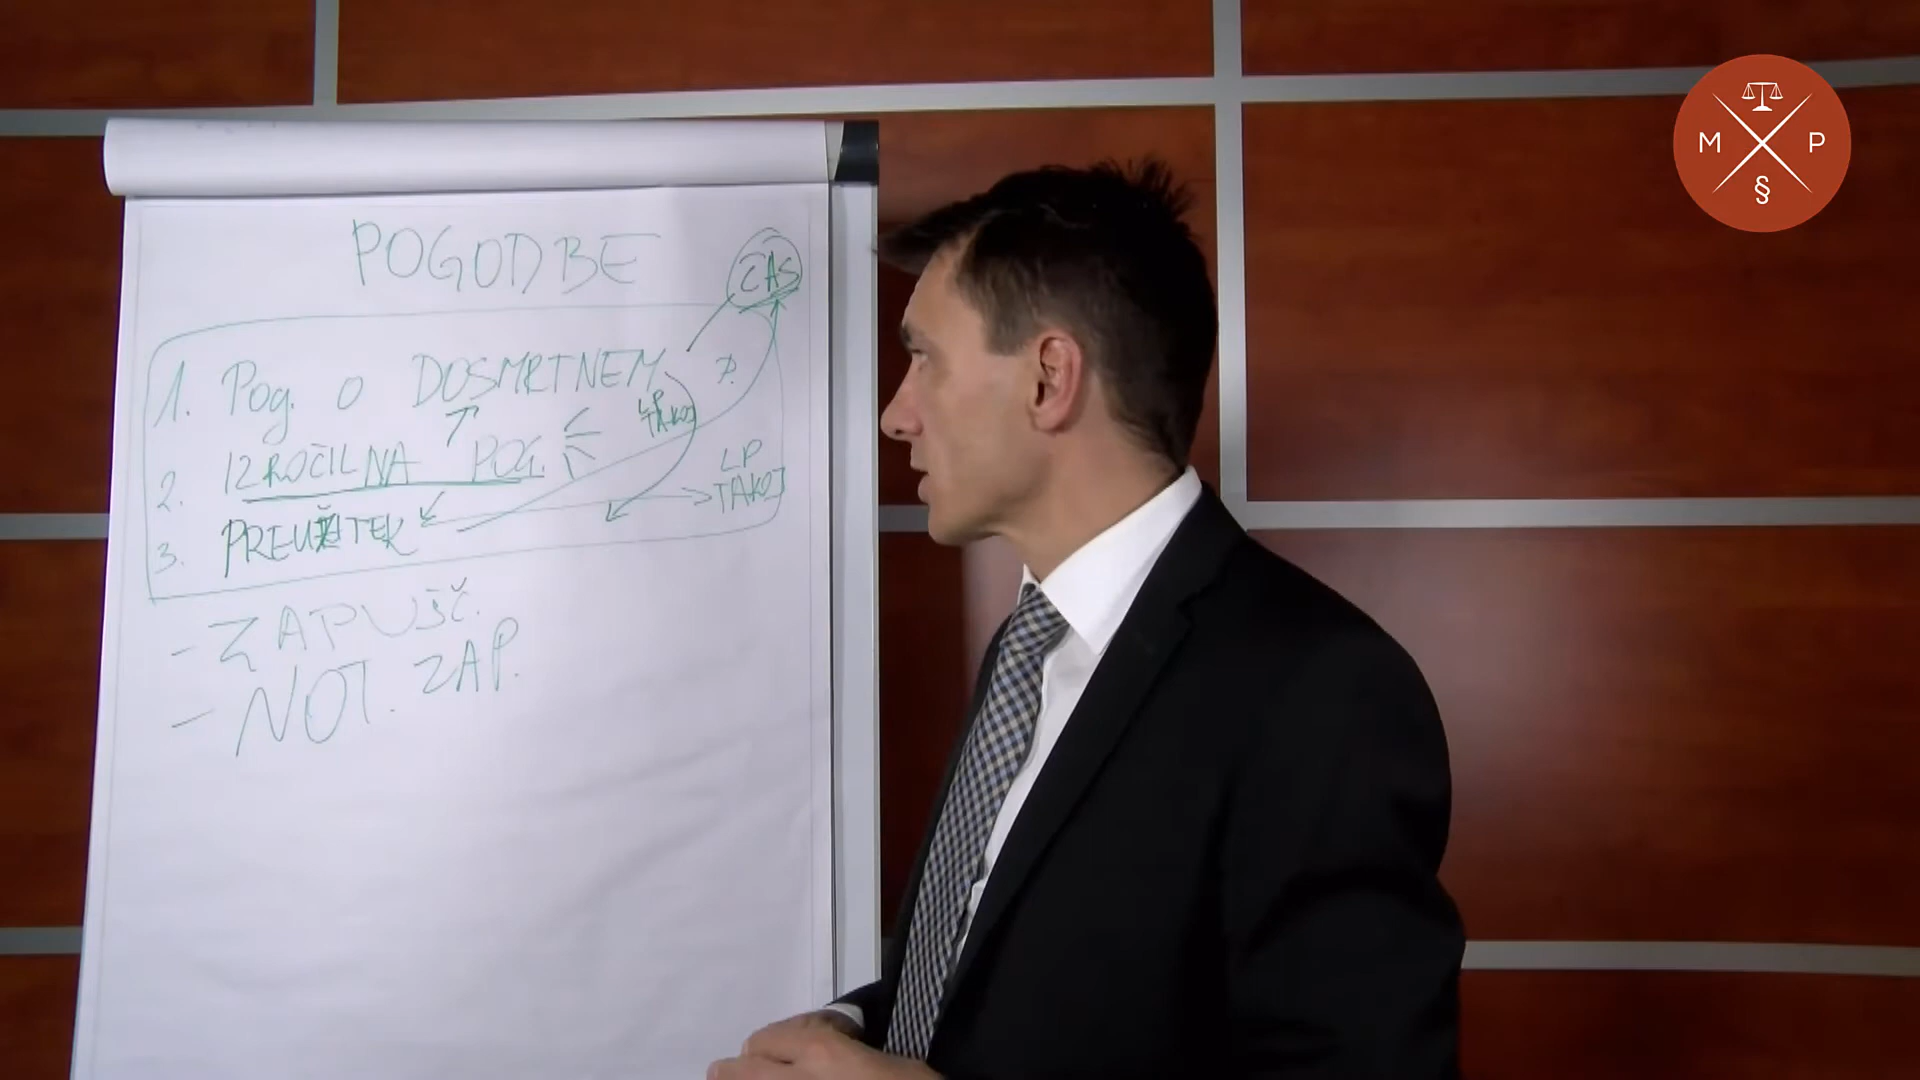 POGODBE
ČAS
1. Pog. o DOSMRTNEM
LP
TAKOJ
2. IZROČILNA POG.
LP
TAKOJ
3. PREUŽITEK
- ZAPUŠČ.
- NOT. ZAP.
M P
§